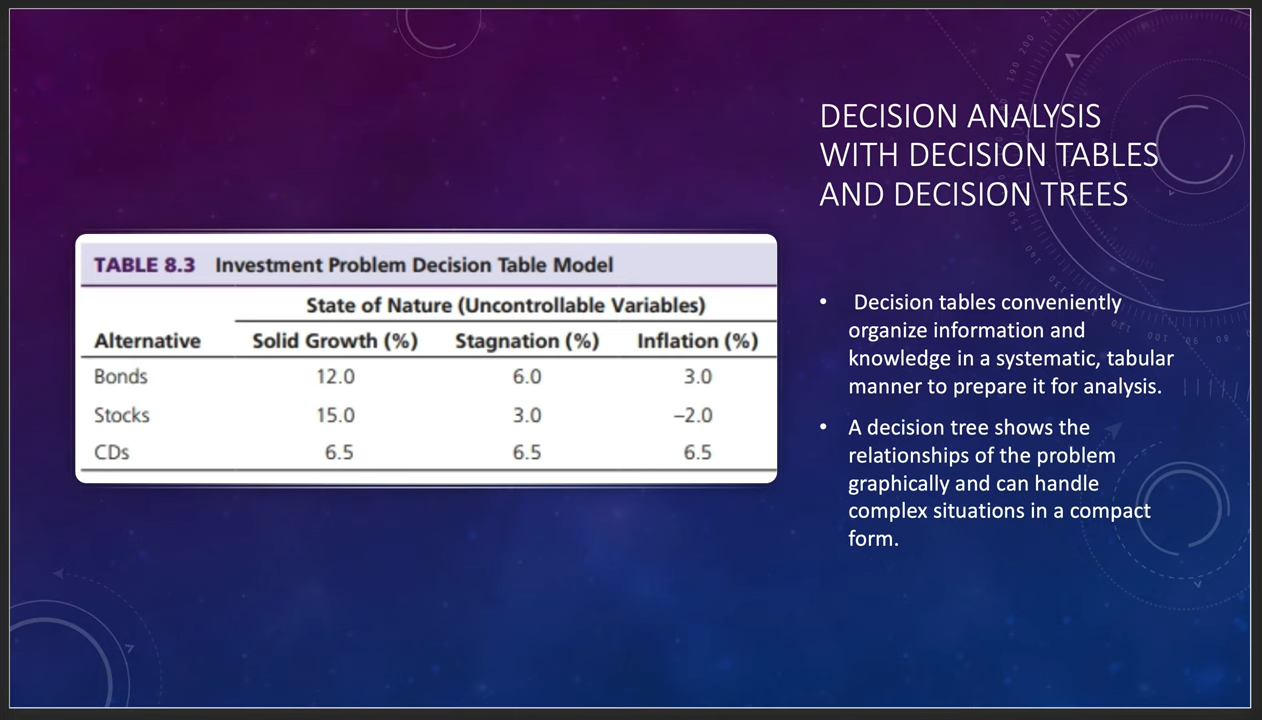 DECISION ANALYSIS
WITH DECISION TABLES
AND DECISION TREES
TABLE 8.3 Investment Problem Decision Table Model
State of Nature (Uncontrollable Variables)
Alternative Solid Growth (%) Stagnation (%) Inflation (%)
Bonds 12.0 6.0 3.0
Stocks 15.0 3.0 –2.0
CDs 6.5 6.5 6.5
• Decision tables conveniently
organize information and
knowledge in a systematic, tabular
manner to prepare it for analysis.
• A decision tree shows the
relationships of the problem
graphically and can handle
complex situations in a compact
form.